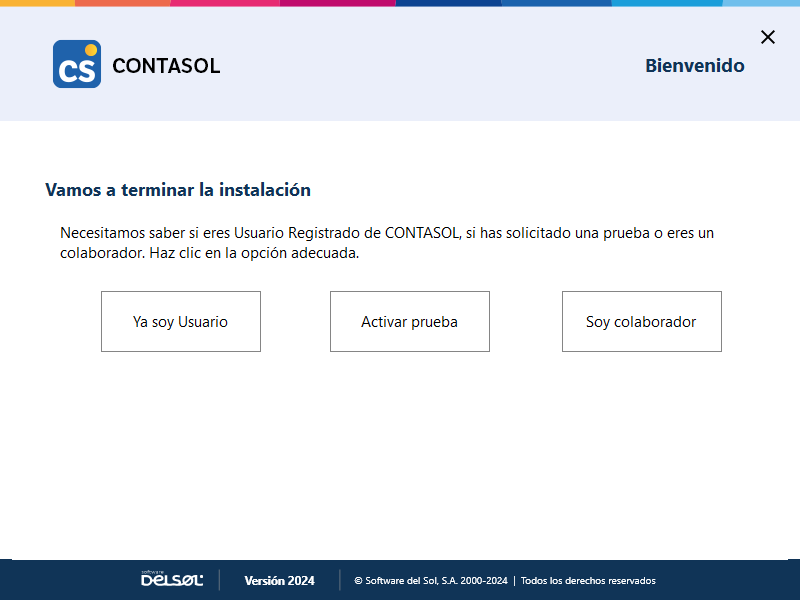 cs CONTASOL
Bienvenido
Vamos a terminar la instalación
Necesitamos saber si eres Usuario Registrado de CONTASOL, si has solicitado una prueba o eres un
colaborador. Haz clic en la opción adecuada.
Ya soy Usuario
Activar prueba
Soy colaborador
software
DELSOL
Versión 2024
© Software del Sol, S.A. 2000-2024 | Todos los derechos reservados